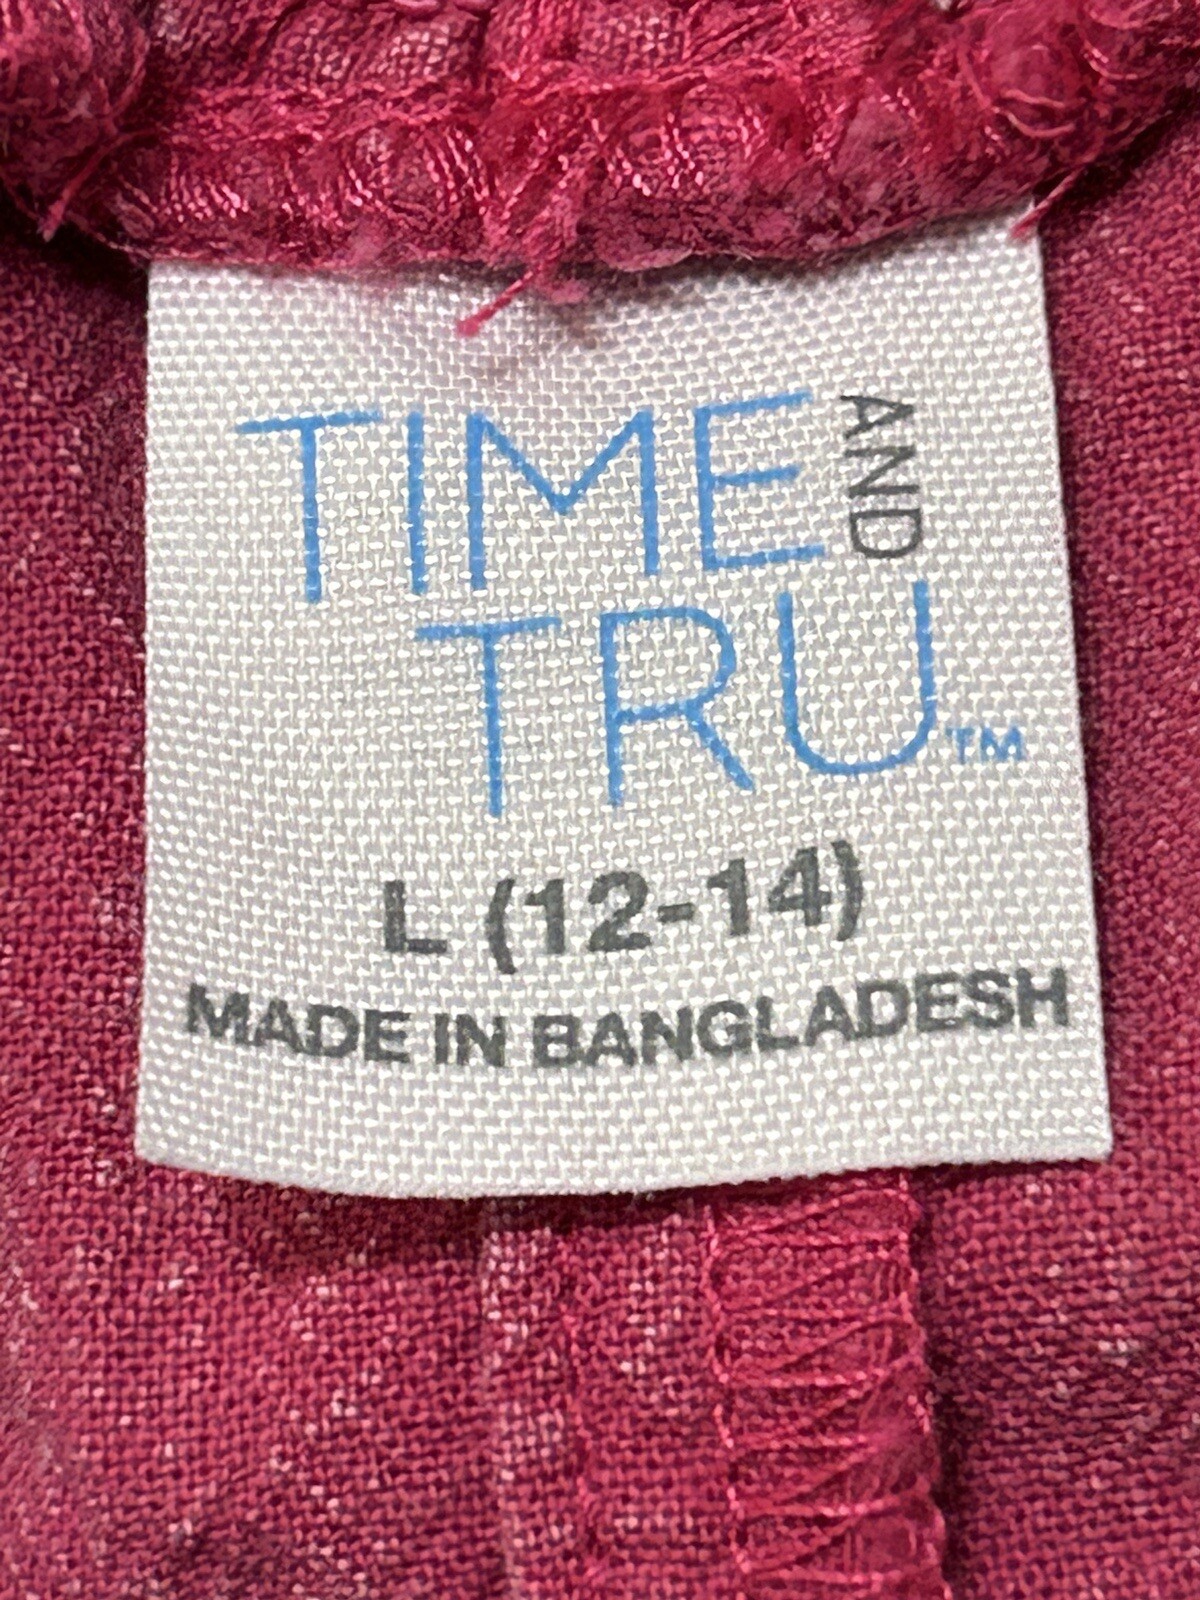 TIME AND
TRU™
L (12-14)
MADE IN BANGLADESH